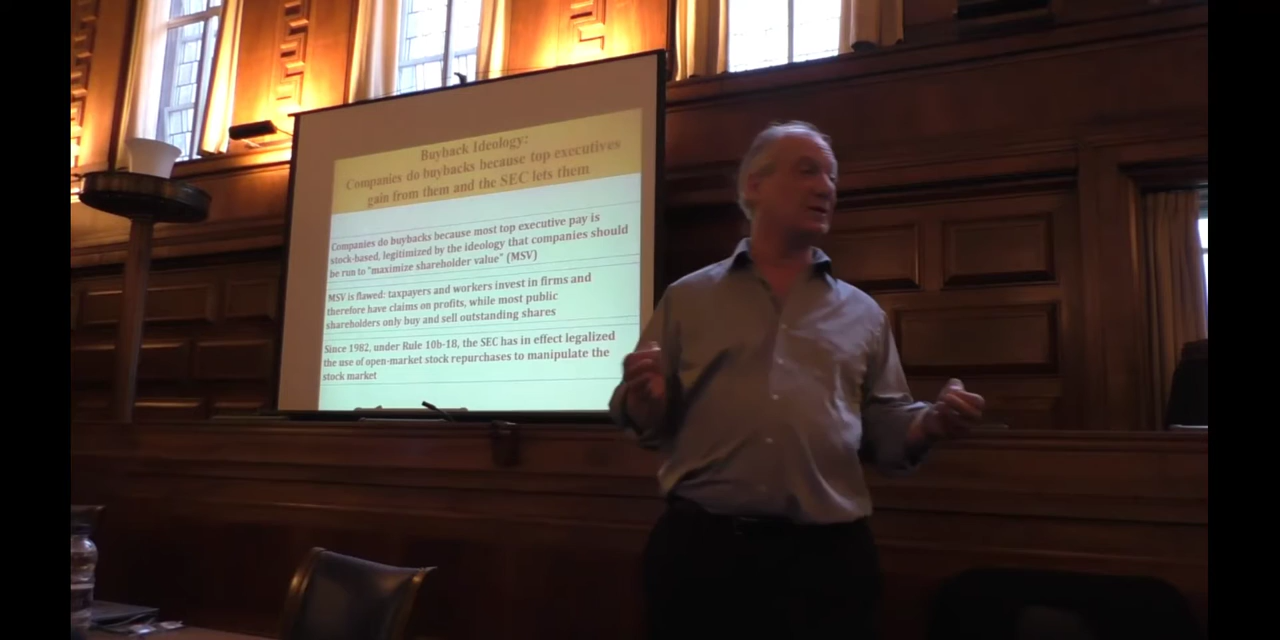 Buyback Ideology:
Companies do buybacks because top executives
gain from them and the SEC lets them
Companies do buybacks because most top executive pay is
stock-based, legitimized by the ideology that companies should
be run to "maximize shareholder value" (MSV)
MSV is flawed: taxpayers and workers invest in firms and
therefore have claims on profits, while most public
shareholders only buy and sell outstanding shares
Since 1982, under Rule 10b-18, the SEC has in effect legalized
the use of open-market stock repurchases to manipulate the
stock market